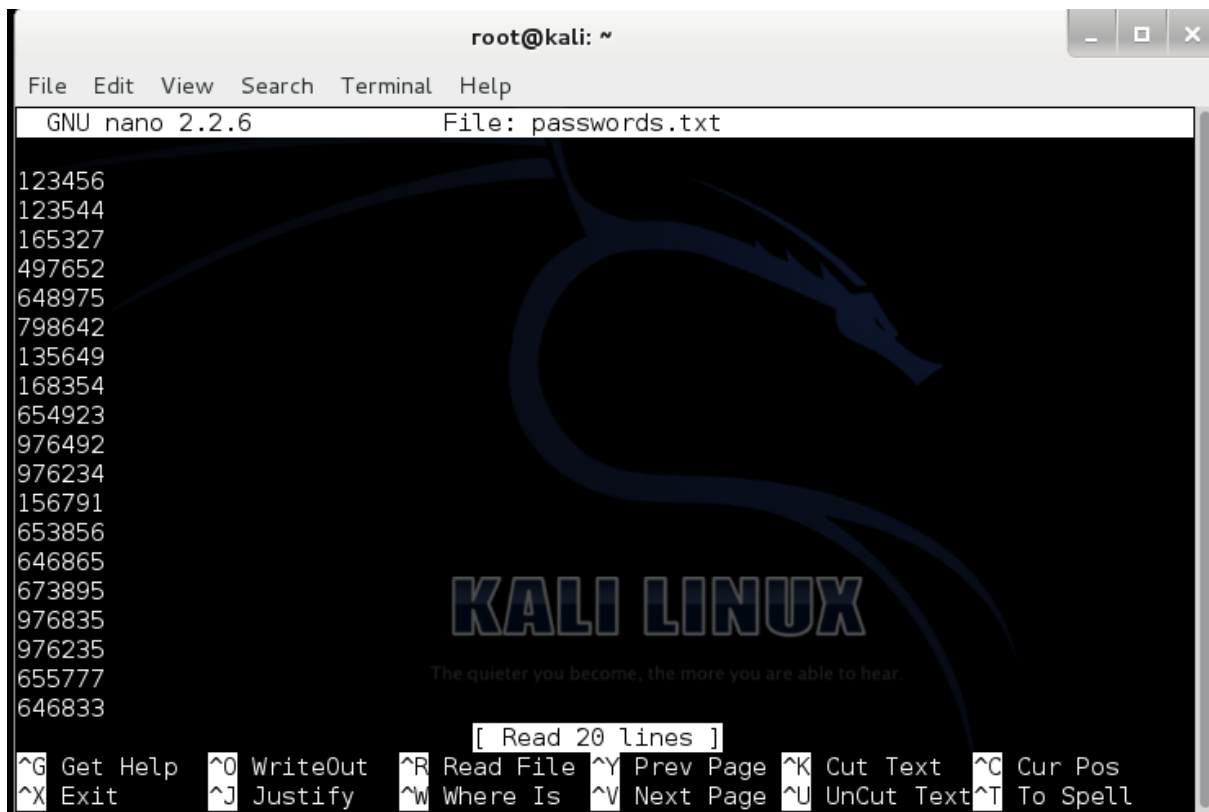 root@kali: ~
File Edit View Search Terminal Help
GNU nano 2.2.6 File: passwords.txt
123456
123544
165327
497652
648975
798642
135649
168354
654923
976492
976234
156791
653856
646865
673895
976835
976235
655777
646833
KALI LINUX
The quieter you become, the more you are able to hear.
[ Read 20 lines ]
^G Get Help ^O WriteOut ^R Read File ^Y Prev Page ^K Cut Text ^C Cur Pos
^X Exit ^J Justify ^W Where Is ^V Next Page ^U UnCut Text ^T To Spell